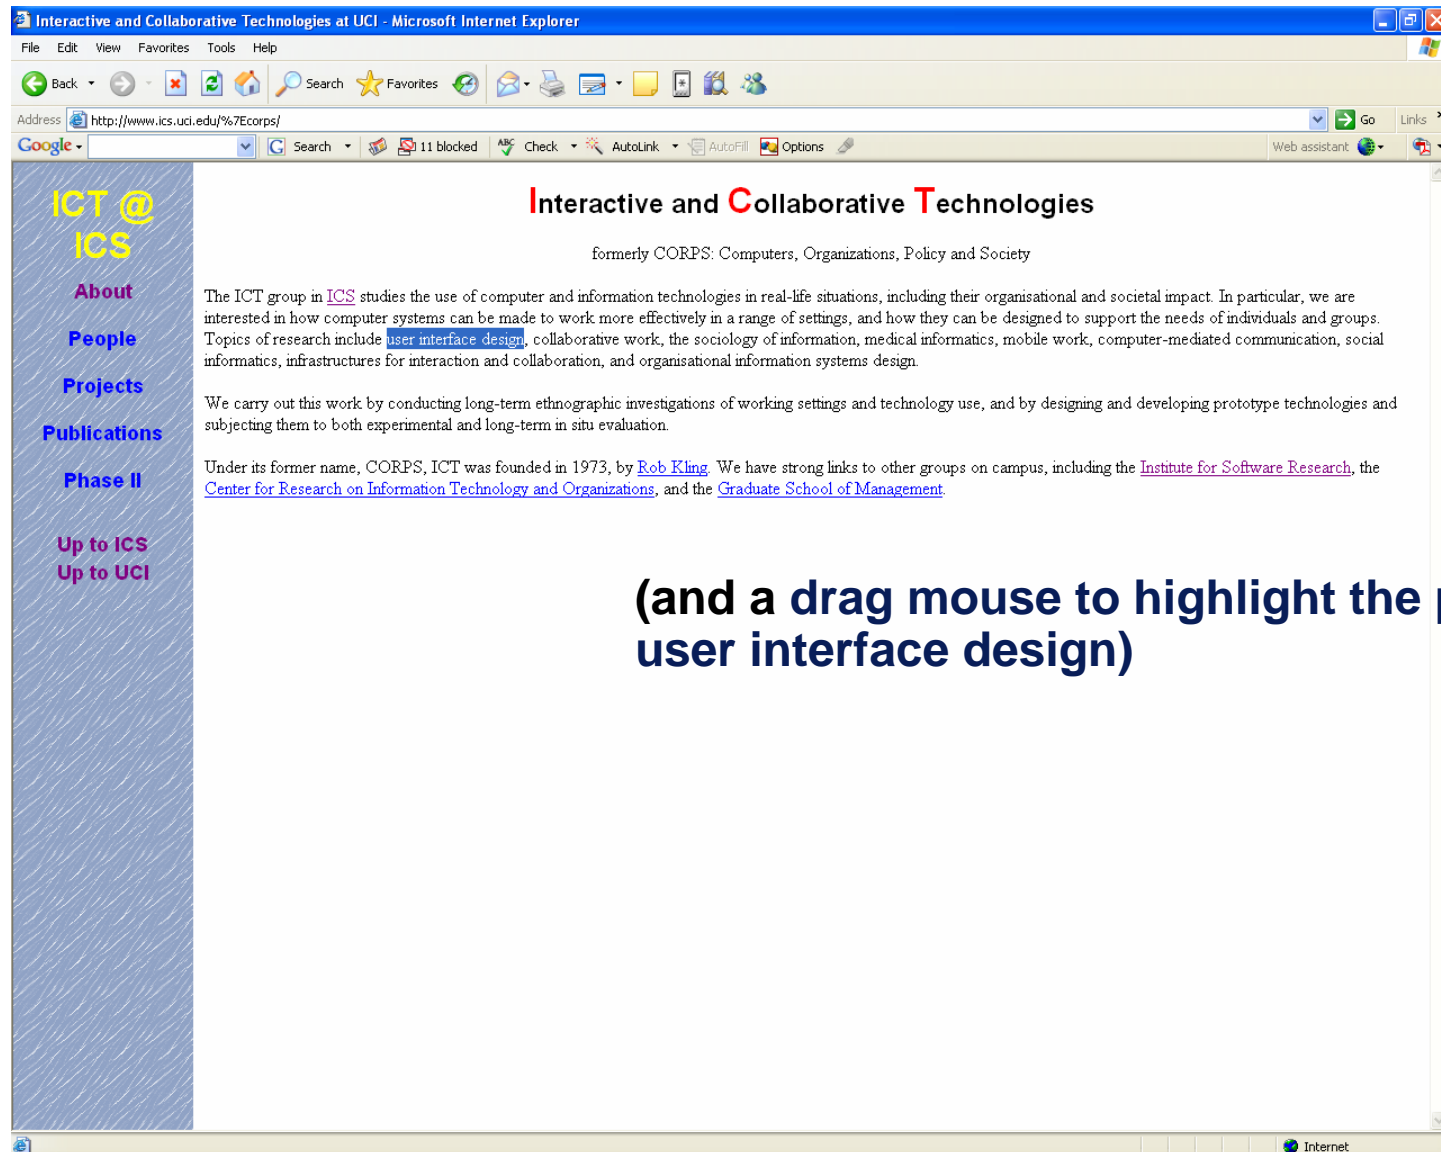 Interactive and Collaborative Technologies at UCI - Microsoft Internet Explorer
File Edit View Favorites Tools Help
Back Search Favorites
Address http://www.ics.uci.edu/%7Ecorps/ Go Links
Google Search 11 blocked ABC Check AutoLink AutoFill Options Web assistant
ICT @
ICS
About
People
Projects
Publications
Phase II
Up to ICS
Up to UCI
Interactive and Collaborative Technologies
formerly CORPS: Computers, Organizations, Policy and Society
The ICT group in ICS studies the use of computer and information technologies in real-life situations, including their organisational and societal impact. In particular, we are
interested in how computer systems can be made to work more effectively in a range of settings, and how they can be designed to support the needs of individuals and groups.
Topics of research include user interface design, collaborative work, the sociology of information, medical informatics, mobile work, computer-mediated communication, social
informatics, infrastructures for interaction and collaboration, and organisational information systems design.
We carry out this work by conducting long-term ethnographic investigations of working settings and technology use, and by designing and developing prototype technologies and
subjecting them to both experimental and long-term in situ evaluation.
Under its former name, CORPS, ICT was founded in 1973, by Rob Kling. We have strong links to other groups on campus, including the Institute for Software Research, the
Center for Research on Information Technology and Organizations, and the Graduate School of Management.
(and a drag mouse to highlight the
user interface design)
Internet